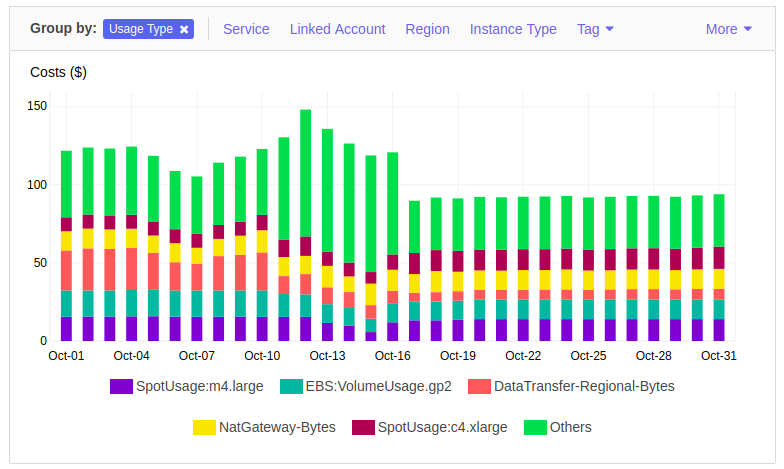 Group by: Usage Type × Service Linked Account Region Instance Type Tag More
Costs ($)
150
100
50
0
Oct-01 Oct-04 Oct-07 Oct-10 Oct-13 Oct-16 Oct-19 Oct-22 Oct-25 Oct-28 Oct-31
SpotUsage:m4.large EBS:VolumeUsage.gp2 DataTransfer-Regional-Bytes
NatGateway-Bytes SpotUsage:c4.xlarge Others